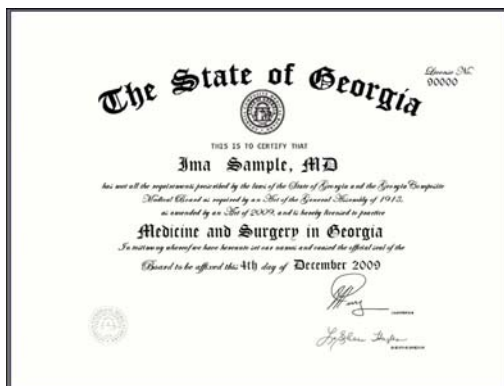 License No.
90000
The State of Georgia
THIS IS TO CERTIFY THAT
Ima Sample, MD
has met all the requirements prescribed by the laws of the State of Georgia and the Georgia Composite
Medical Board as required by an Act of the General Assembly of 1913,
as amended by an Act of 2009, and is hereby licensed to practice
Medicine and Surgery in Georgia
In testimony whereof we have hereunto set our names and caused the official seal of the
Board to be affixed this 4th day of December 2009